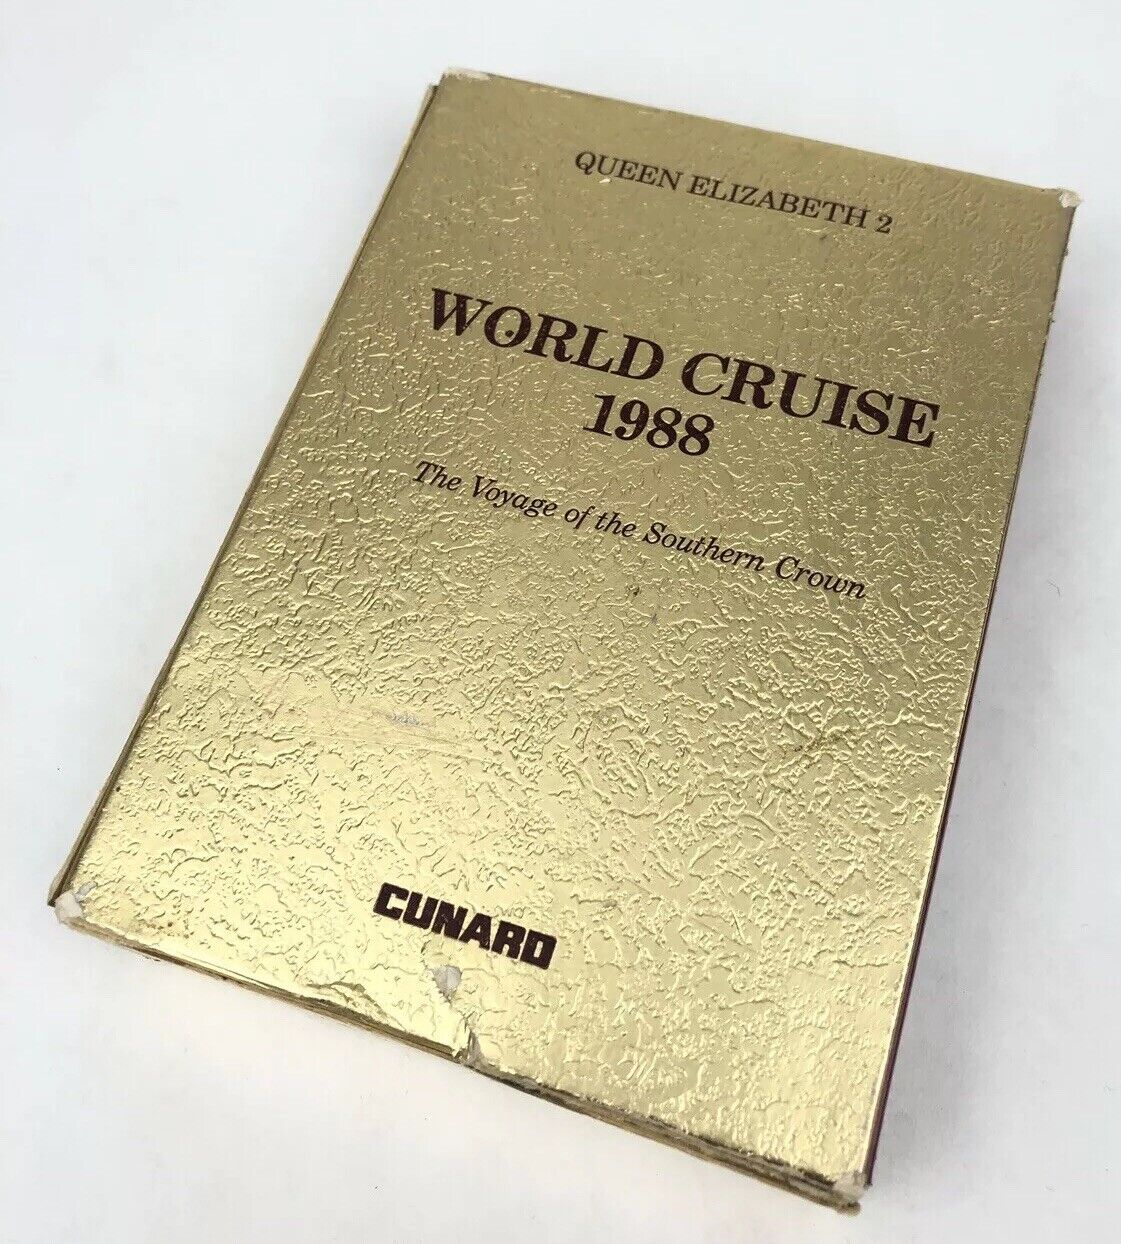 QUEEN ELIZABETH 2
WORLD CRUISE
1988
The Voyage of the Southern Crown
CUNARD